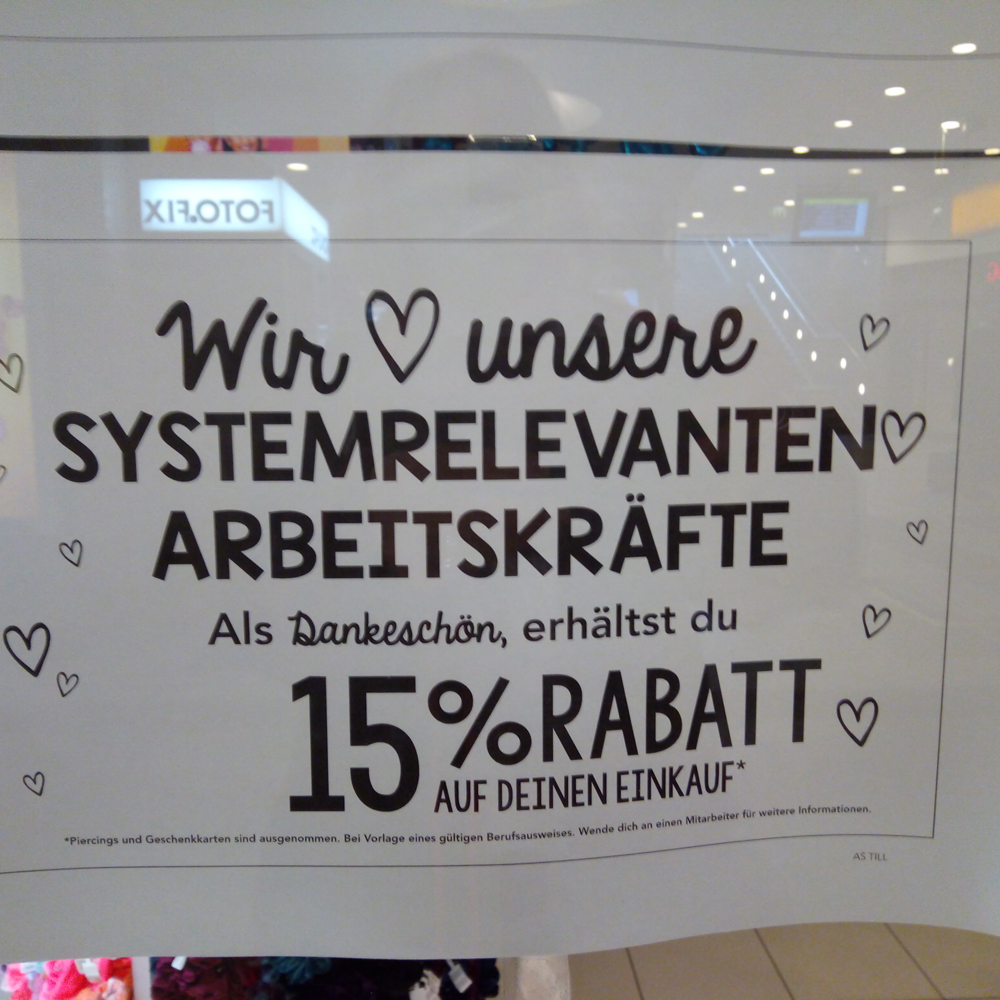 FOTO.FIX
Wir ♡ unsere
SYSTEMRELEVANTEN
ARBEITSKRÄFTE
Als Dankeschön, erhältst du
15% RABATT
AUF DEINEN EINKAUF*
*Piercings und Geschenkkarten sind ausgenommen. Bei Vorlage eines gültigen Berufsausweises. Wende dich an einen Mitarbeiter für weitere Informationen.
AS TILL